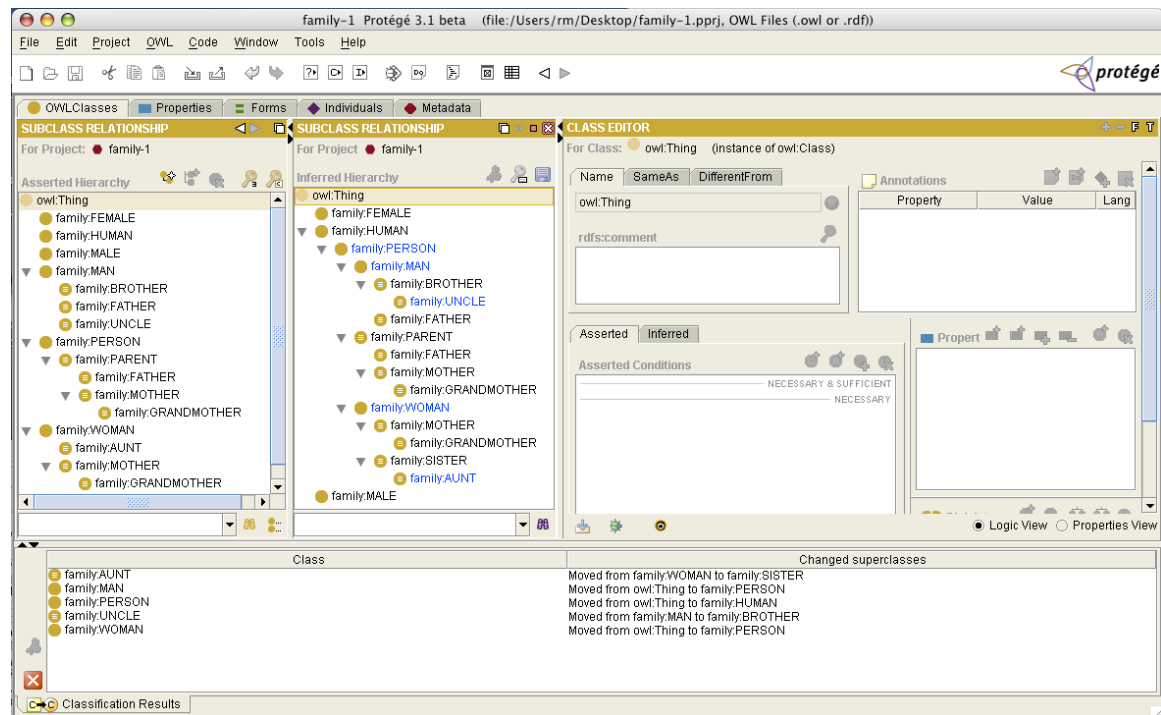 family-1 Protégé 3.1 beta (file:/Users/rm/Desktop/family-1.pprj, OWL Files (.owl or .rdf))
File Edit Project OWL Code Window Tools Help
protégé
OWLClasses Properties Forms Individuals Metadata
SUBCLASS RELATIONSHIP
For Project: family-1
Asserted Hierarchy
owl:Thing
family:FEMALE
family:HUMAN
family:MALE
family:MAN
family:BROTHER
family:FATHER
family:UNCLE
family:PERSON
family:PARENT
family:FATHER
family:MOTHER
family:GRANDMOTHER
family:WOMAN
family:AUNT
family:MOTHER
family:GRANDMOTHER
SUBCLASS RELATIONSHIP
For Project family-1
Inferred Hierarchy
owl:Thing
family:FEMALE
family:HUMAN
family:PERSON
family:MAN
family:BROTHER
family:UNCLE
family:FATHER
family:PARENT
family:FATHER
family:MOTHER
family:GRANDMOTHER
family:WOMAN
family:MOTHER
family:GRANDMOTHER
family:SISTER
family:AUNT
family:MALE
CLASS EDITOR
F T
For Class: owl:Thing (instance of owl:Class)
Name SameAs DifferentFrom
owl:Thing
rdfs:comment
Annotations
Property Value Lang
Asserted Inferred
Asserted Conditions
NECESSARY & SUFFICIENT
NECESSARY
Propert
Logic View Properties View
Class Changed superclasses
family:AUNT Moved from family:WOMAN to family:SISTER
family:MAN Moved from owl:Thing to family:PERSON
family:PERSON Moved from owl:Thing to family:HUMAN
family:UNCLE Moved from family:MAN to family:BROTHER
family:WOMAN Moved from owl:Thing to family:PERSON
Classification Results